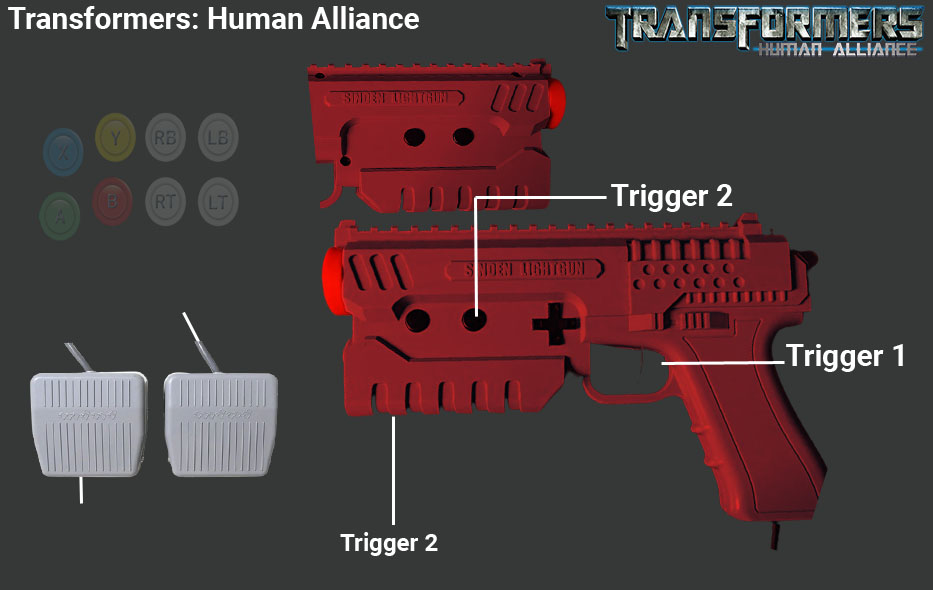 Transformers: Human Alliance
TRANSFORMERS
HUMAN ALLIANCE
SINDEN LIGHTGUN
X
Y
RB
LB
A
B
RT
LT
Trigger 2
SINDEN LIGHTGUN
Trigger 1
Trigger 2